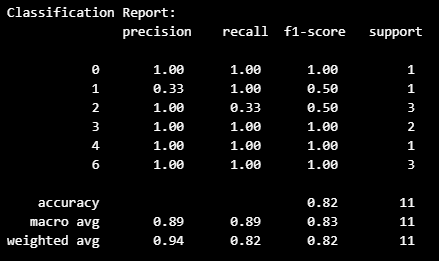 Classification Report:
precision recall f1-score support
0 1.00 1.00 1.00 1
1 0.33 1.00 0.50 1
2 1.00 0.33 0.50 3
3 1.00 1.00 1.00 2
4 1.00 1.00 1.00 1
6 1.00 1.00 1.00 3
accuracy 0.82 11
macro avg 0.89 0.89 0.83 11
weighted avg 0.94 0.82 0.82 11